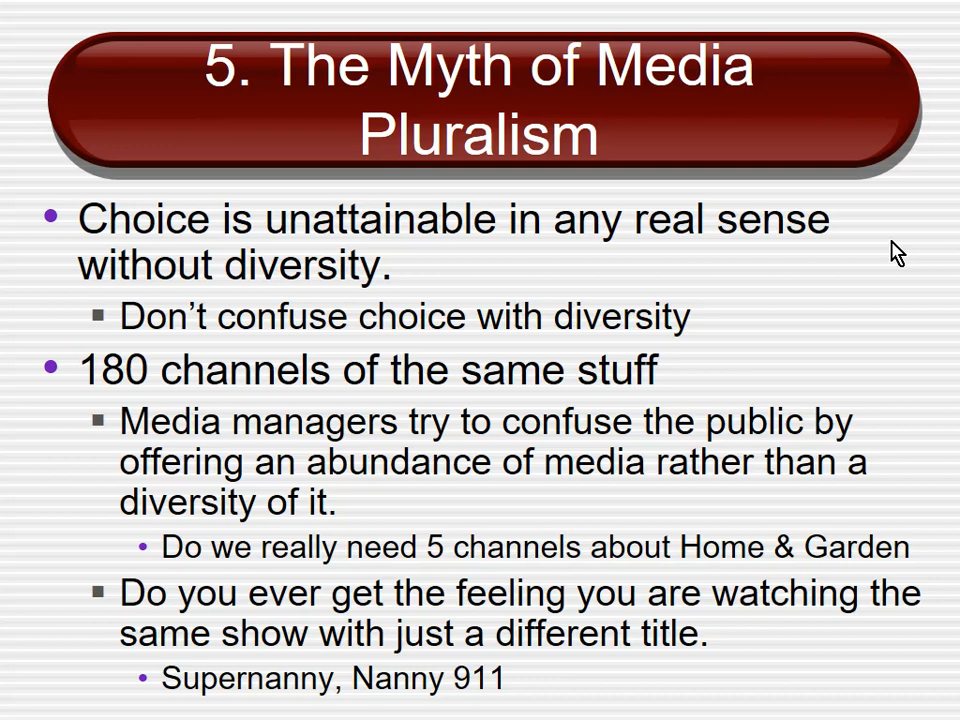 5. The Myth of Media
Pluralism
• Choice is unattainable in any real sense
without diversity.
▪ Don’t confuse choice with diversity
• 180 channels of the same stuff
▪ Media managers try to confuse the public by
offering an abundance of media rather than a
diversity of it.
• Do we really need 5 channels about Home & Garden
▪ Do you ever get the feeling you are watching the
same show with just a different title.
• Supernanny, Nanny 911